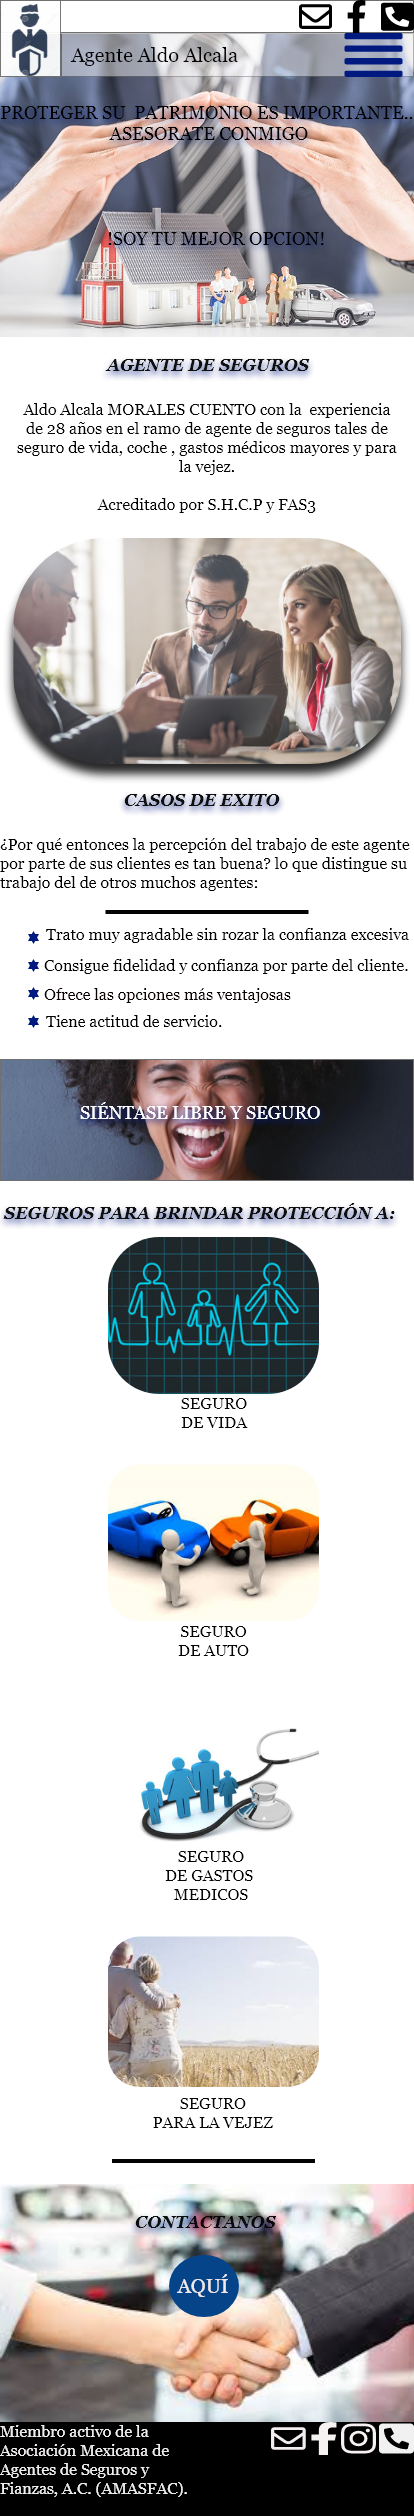 Agente Aldo Alcala
PROTEGER SU PATRIMONIO ES IMPORTANTE..
ASESORATE CONMIGO
!SOY TU MEJOR OPCION!
AGENTE DE SEGUROS
Aldo Alcala MORALES CUENTO con la experiencia
de 28 años en el ramo de agente de seguros tales de
seguro de vida, coche , gastos médicos mayores y para
la vejez.
Acreditado por S.H.C.P y FAS3
CASOS DE EXITO
¿Por qué entonces la percepción del trabajo de este agente
por parte de sus clientes es tan buena? lo que distingue su
trabajo del de otros muchos agentes:
Trato muy agradable sin rozar la confianza excesiva
Consigue fidelidad y confianza por parte del cliente.
Ofrece las opciones más ventajosas
Tiene actitud de servicio.
SIÉNTASE LIBRE Y SEGURO
SEGUROS PARA BRINDAR PROTECCIÓN A:
SEGURO
DE VIDA
SEGURO
DE AUTO
SEGURO
DE GASTOS
MEDICOS
SEGURO
PARA LA VEJEZ
CONTACTANOS
AQUÍ
Miembro activo de la
Asociación Mexicana de
Agentes de Seguros y
Fianzas, A.C. (AMASFAC).